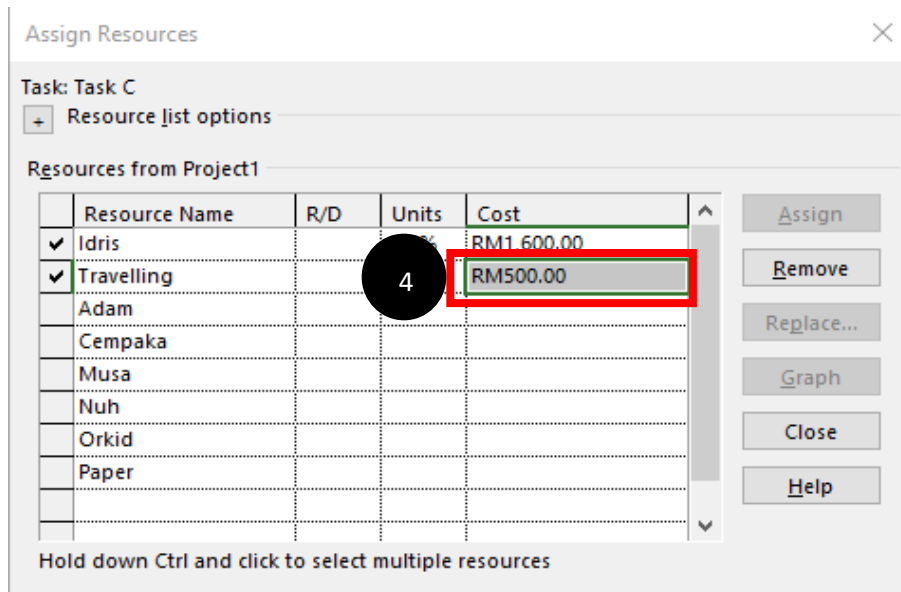 Assign Resources
Task: Task C
+ Resource list options
Resources from Project1
Resource Name R/D Units Cost
Idris % RM1,600.00
Travelling RM500.00
4
Adam
Cempaka
Musa
Nuh
Orkid
Paper
Assign
Remove
Replace...
Graph
Close
Help
Hold down Ctrl and click to select multiple resources